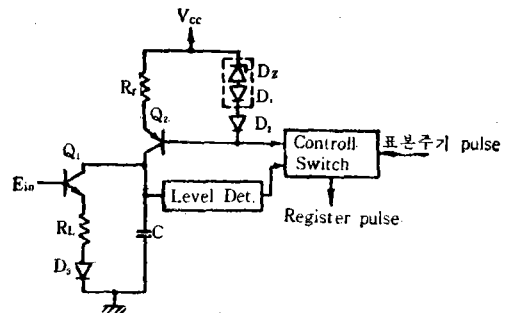 Vcc
Rr
Dz
D₁
Q₂
D₂
Q₁
Controll
Switch
표본주기 pulse
Ein
Level Det.
Register pulse
RL
C
D₃